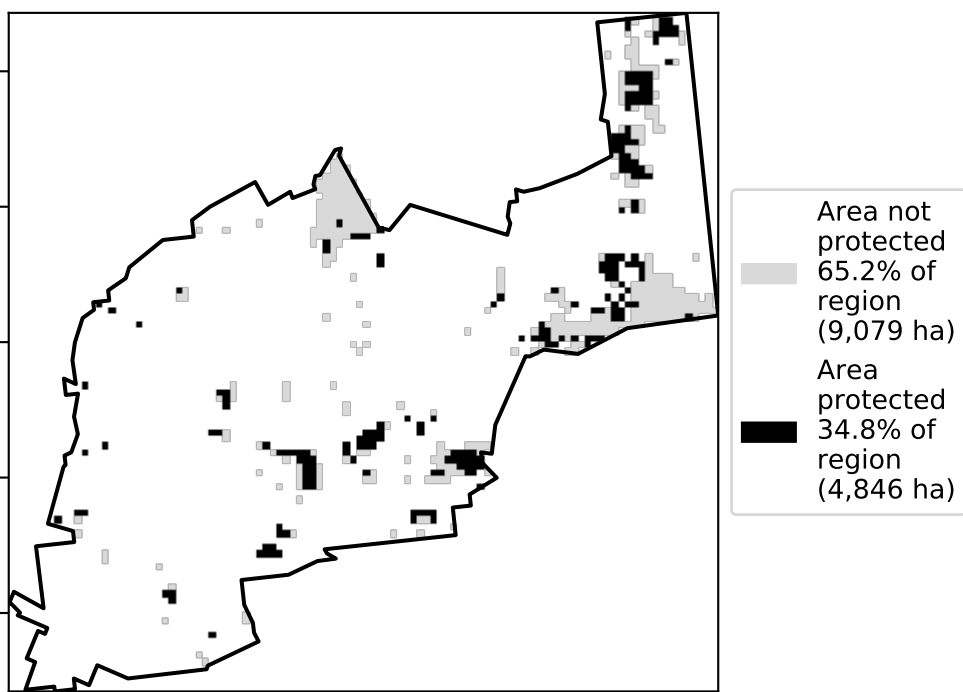 Area not
protected
65.2% of
region
(9,079 ha)
Area
protected
34.8% of
region
(4,846 ha)